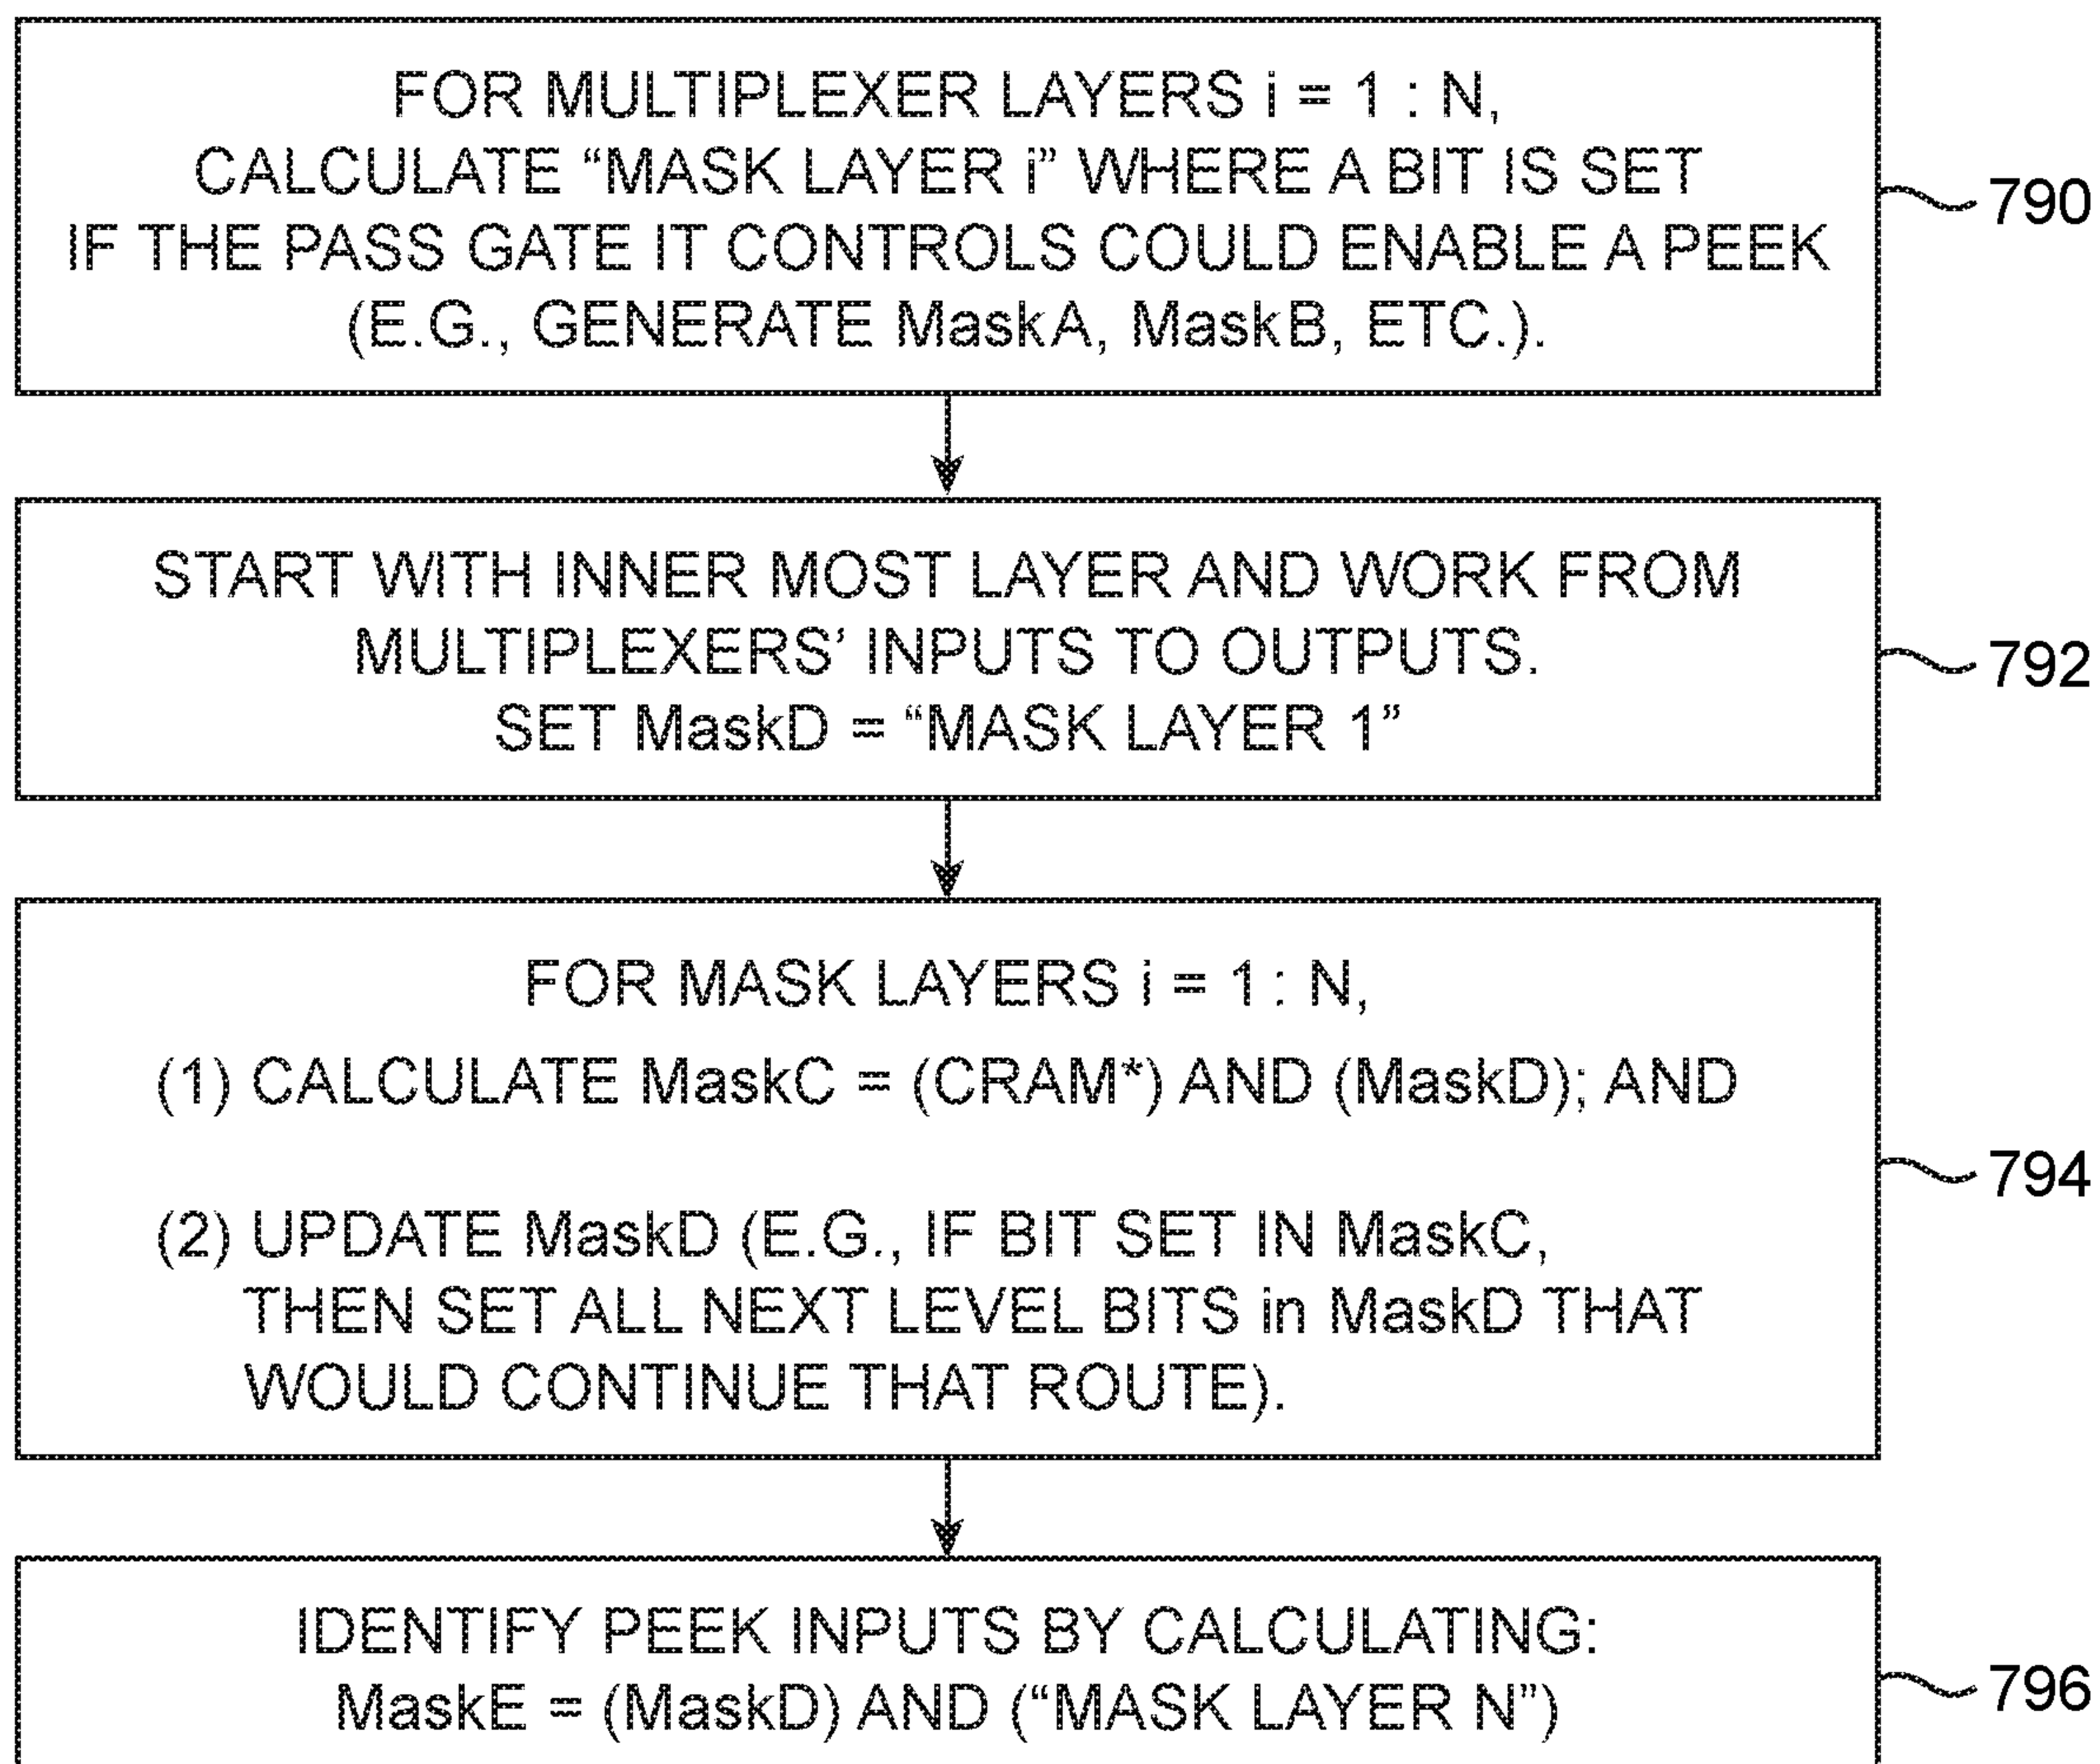 FOR MULTIPLEXER LAYERS i = 1 : N,
CALCULATE “MASK LAYER i” WHERE A BIT IS SET
IF THE PASS GATE IT CONTROLS COULD ENABLE A PEEK
(E.G., GENERATE MaskA, MaskB, ETC.).
790
START WITH INNER MOST LAYER AND WORK FROM
MULTIPLEXERS’ INPUTS TO OUTPUTS.
SET MaskD = “MASK LAYER 1”
792
FOR MASK LAYERS i = 1 : N,
(1) CALCULATE MaskC = (CRAM*) AND (MaskD); AND
(2) UPDATE MaskD (E.G., IF BIT SET IN MaskC,
THEN SET ALL NEXT LEVEL BITS in MaskD THAT
WOULD CONTINUE THAT ROUTE).
794
IDENTIFY PEEK INPUTS BY CALCULATING:
MaskE = (MaskD) AND (“MASK LAYER N”)
796